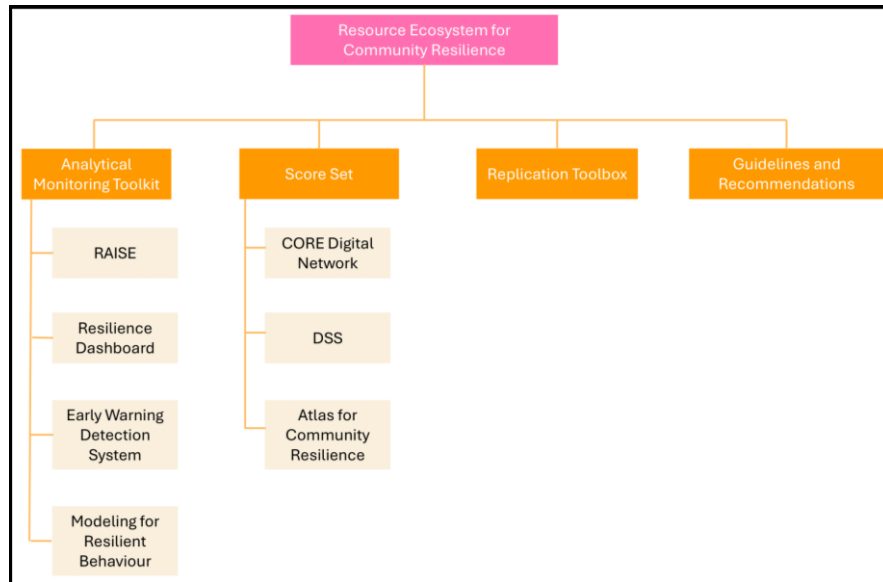 Resource Ecosystem for
Community Resilience
Analytical
Monitoring Toolkit
Score Set
Replication Toolbox
Guidelines and
Recommendations
RAISE
Resilience
Dashboard
Early Warning
Detection
System
Modeling for
Resilient
Behaviour
CORE Digital
Network
DSS
Atlas for
Community
Resilience